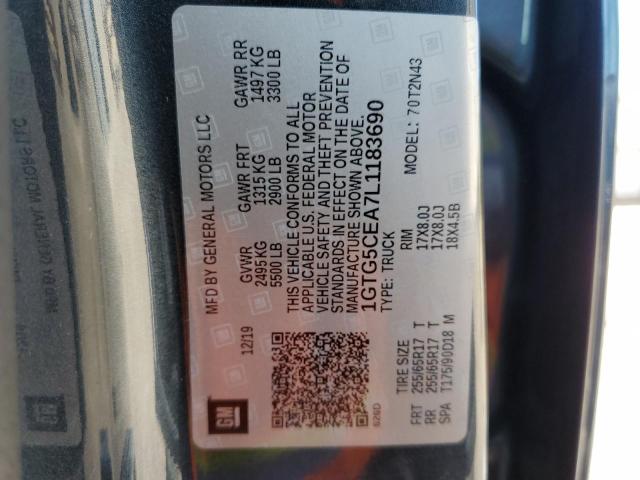 MFD BY GENERAL MOTORS LLC
12/19
GVWR GAWR FRT GAWR RR
2495 KG 1315 KG 1497 KG
5500 LB 2900 LB 3300 LB
THIS VEHICLE CONFORMS TO ALL
APPLICABLE U.S. FEDERAL MOTOR
VEHICLE SAFETY AND THEFT PREVENTION
STANDARDS IN EFFECT ON THE DATE OF
MANUFACTURE SHOWN ABOVE.
1GTG5CEA7L1183690
TYPE: TRUCK MODEL: 70T2N43
TIRE SIZE RIM
FRT 255/65R17 T 17X8.0J
RR 255/65R17 T 17X8.0J
SPA T175/90D18 M 18X4.5B
GM